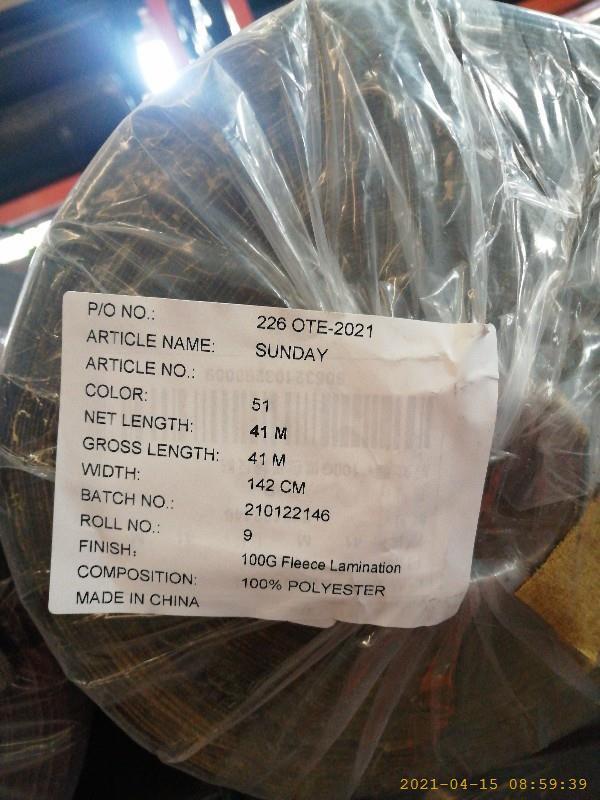 P/O NO.: 226 OTE-2021
ARTICLE NAME: SUNDAY
ARTICLE NO.:
COLOR: 51
NET LENGTH: 41 M
GROSS LENGTH: 41 M
WIDTH: 142 CM
BATCH NO.: 210122146
ROLL NO.: 9
FINISH: 100G Fleece Lamination
COMPOSITION: 100% POLYESTER
MADE IN CHINA
2021-04-15 08:59:39